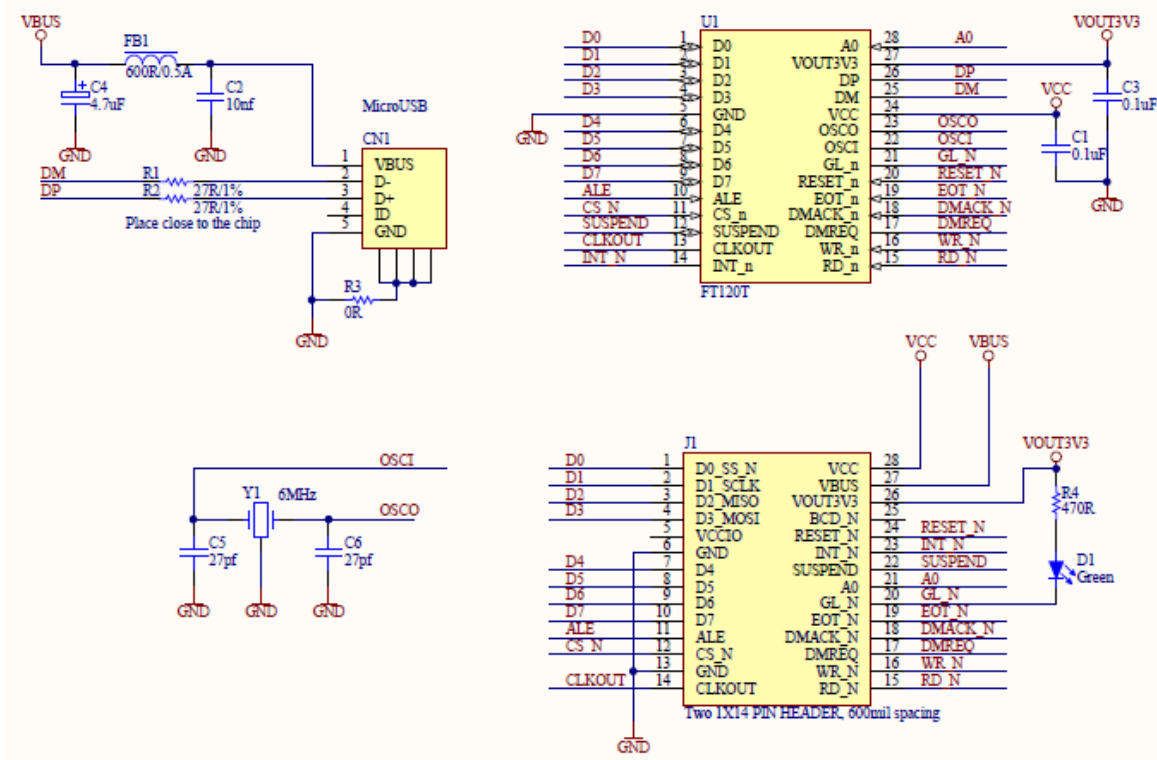 VBUS
FB1
600R/0.5A
C4
4.7uF
C2
10nf
GND
GND
MicroUSB
CN1
1 VBUS
2 D-
3 D+
4 ID
5 GND
DM R1
27R/1%
DP R2
27R/1%
Place close to the chip
R3
0R
GND
U1
D0 1 D0 A0 28 A0
D1 2 D1 VOUT3V3 27
D2 3 D2 DP 26 DP
D3 4 D3 DM 25 DM
GND 5 GND VCC 24
D4 6 D4 OSCO 23 OSCO
D5 7 D5 OSCI 22 OSCI
D6 8 D6 GL_n 21 GL_N
D7 9 D7 RESET_n 20 RESET_N
ALE 10 ALE EOT_n 19 EOT_N
CS_N 11 CS_n DMACK_n 18 DMACK_N
SUSPEND 12 SUSPEND DMREQ 17 DMREQ
CLKOUT 13 CLKOUT WR_n 16 WR_N
INT_N 14 INT_n RD_n 15 RD_N
FT120T
VOUT3V3
C3
0.1uF
VCC
C1
0.1uF
GND
OSCI
Y1 6MHz
OSCO
C5
27pf
C6
27pf
GND
GND
GND
VCC
VBUS
VOUT3V3
J1
D0 1 D0_SS_N VCC 28
D1 2 D1_SCLK VBUS 27
D2 3 D2_MISO VOUT3V3 26
D3 4 D3_MOSI BCD_N 25
5 VCCIO RESET_N 24 RESET_N
6 GND INT_N 23 INT_N
D4 7 D4 SUSPEND 22 SUSPEND
D5 8 D5 A0 21 A0
D6 9 D6 GL_N 20 GL_N
D7 10 D7 EOT_N 19 EOT_N
ALE 11 ALE DMACK_N 18 DMACK_N
CS_N 12 CS_N DMREQ 17 DMREQ
13 GND WR_N 16 WR_N
CLKOUT 14 CLKOUT RD_N 15 RD_N
Two 1X14 PIN HEADER, 600mil spacing
R4
470R
D1
Green
GND